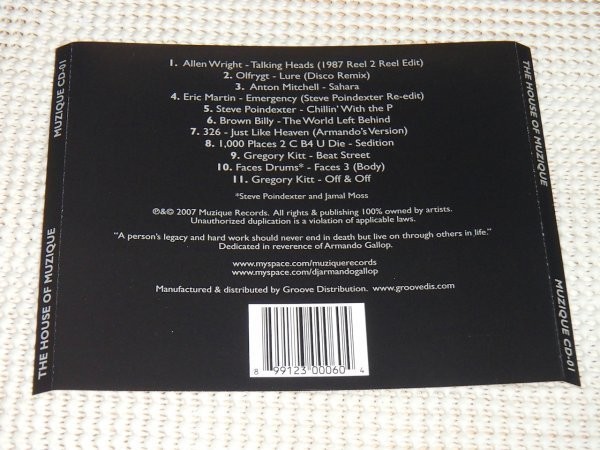 THE HOUSE OF MUZIQUE
MUZIQUE CD-01
1. Allen Wright - Talking Heads (1987 Reel 2 Reel Edit)
2. Olfrygt - Lure (Disco Remix)
3. Anton Mitchell - Sahara
4. Eric Martin - Emergency (Steve Poindexter Re-edit)
5. Steve Poindexter - Chillin' With the P
6. Brown Billy - The World Left Behind
7. 326 - Just Like Heaven (Armando's Version)
8. 1,000 Places 2 C B4 U Die - Sedition
9. Gregory Kitt - Beat Street
10. Faces Drums* - Faces 3 (Body)
11. Gregory Kitt - Off & Off
*Steve Poindexter and Jamal Moss
℗&© 2007 Muzique Records. All rights & publishing 100% owned by artists.
Unauthorized duplication is a violation of applicable laws.
"A person's legacy and hard work should never end in death but live on through others in life."
Dedicated in reverence of Armando Gallop.
www.myspace.com/muziquerecords
www.myspace.com/djarmandogallop
Manufactured & distributed by Groove Distribution. www.groovedis.com
8 99123 00060 4
THE HOUSE OF MUZIQUE
MUZIQUE CD-01